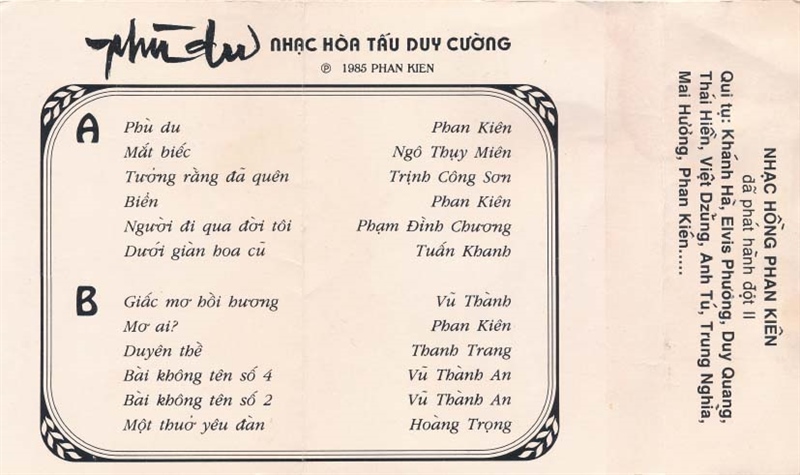 phù du NHẠC HÒA TẤU DUY CƯỜNG
℗ 1985 PHAN KIEN
A
Phù du Phan Kiên
Mắt biếc Ngô Thụy Miên
Tưởng rằng đã quên Trịnh Công Sơn
Biển Phan Kiên
Người đi qua đời tôi Phạm Đình Chương
Dưới giàn hoa cũ Tuấn Khanh
B
Giấc mơ hồi hương Vũ Thành
Mơ ai? Phan Kiên
Duyên thề Thanh Trang
Bài không tên số 4 Vũ Thành An
Bài không tên số 2 Vũ Thành An
Một thuở yêu đàn Hoàng Trọng
NHẠC HỒNG PHAN KIÊN
đã phát hành đợt II
Qui tụ: Khánh Hà, Elvis Phương, Duy Quang,
Thái Hiền, Việt Dzũng, Anh Tú, Trung Nghĩa,
Mai Hương, Phan Kiên.....